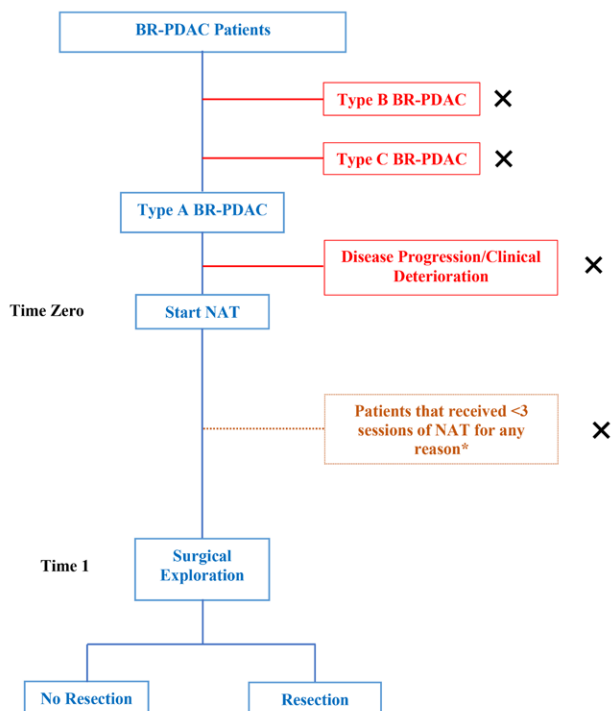 BR-PDAC Patients
Type B BR-PDAC
Type C BR-PDAC
Type A BR-PDAC
Disease Progression/Clinical
Deterioration
Time Zero
Start NAT
Patients that received <3
sessions of NAT for any
reason*
Time 1
Surgical
Exploration
No Resection
Resection